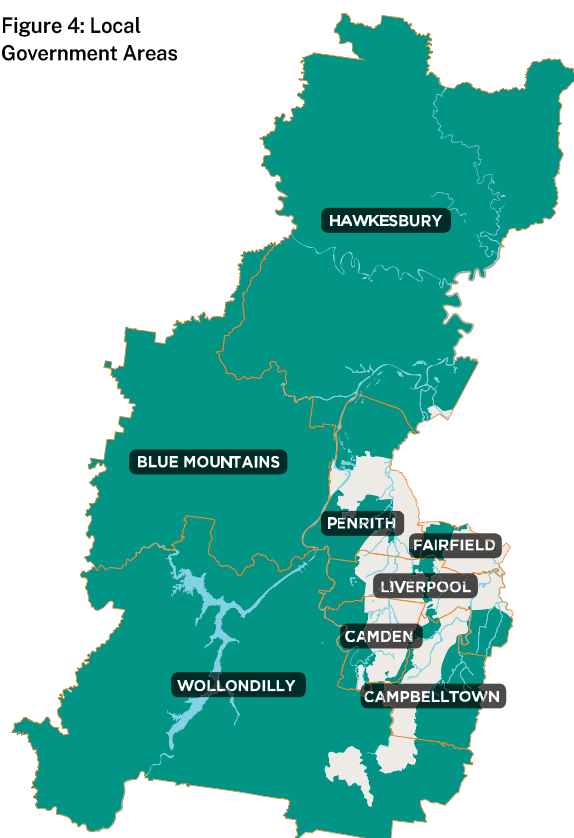 Figure 4: Local
Government Areas
HAWKESBURY
BLUE MOUNTAINS
PENRITH
FAIRFIELD
LIVERPOOL
CAMDEN
WOLLONDILLY
CAMPBELLTOWN